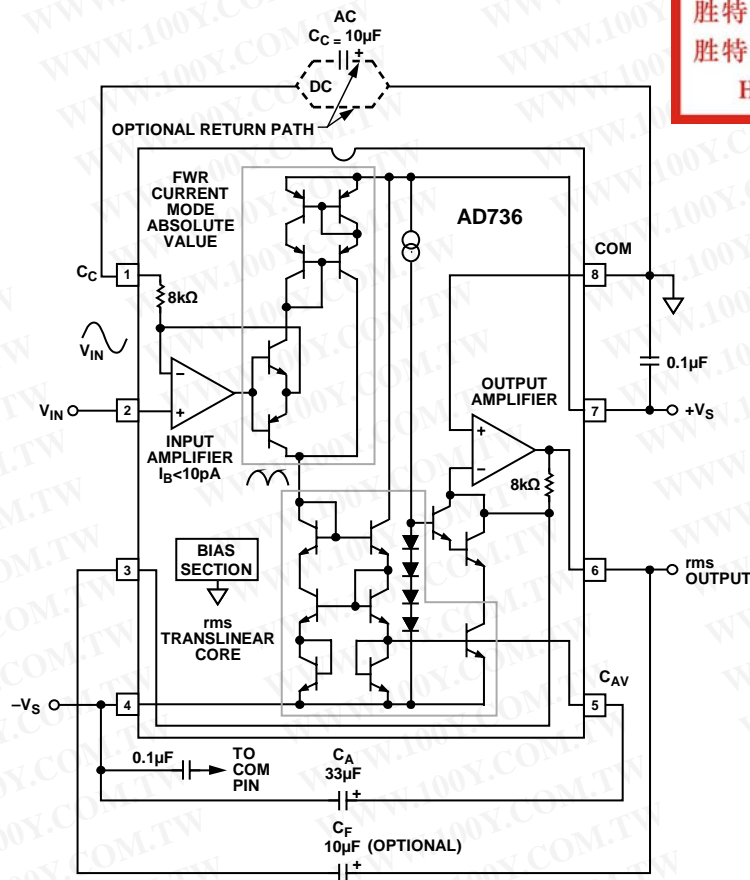 胜特
胜特
H
AC
CC = 10µF
+
DC
OPTIONAL RETURN PATH
FWR
CURRENT
MODE
ABSOLUTE
VALUE
AD736
COM
CC
1
8
8kΩ
VIN
0.1µF
OUTPUT
AMPLIFIER
VIN
2
−
+
7
+VS
INPUT
AMPLIFIER
IB<10pA
+
−
8kΩ
BIAS
SECTION
3
6
rms
OUTPUT
rms
TRANSLINEAR
CORE
CAV
−VS
4
5
0.1µF
TO
COM
PIN
CA
33µF
+
CF
10µF (OPTIONAL)
+
WWW.100Y.COM.TW